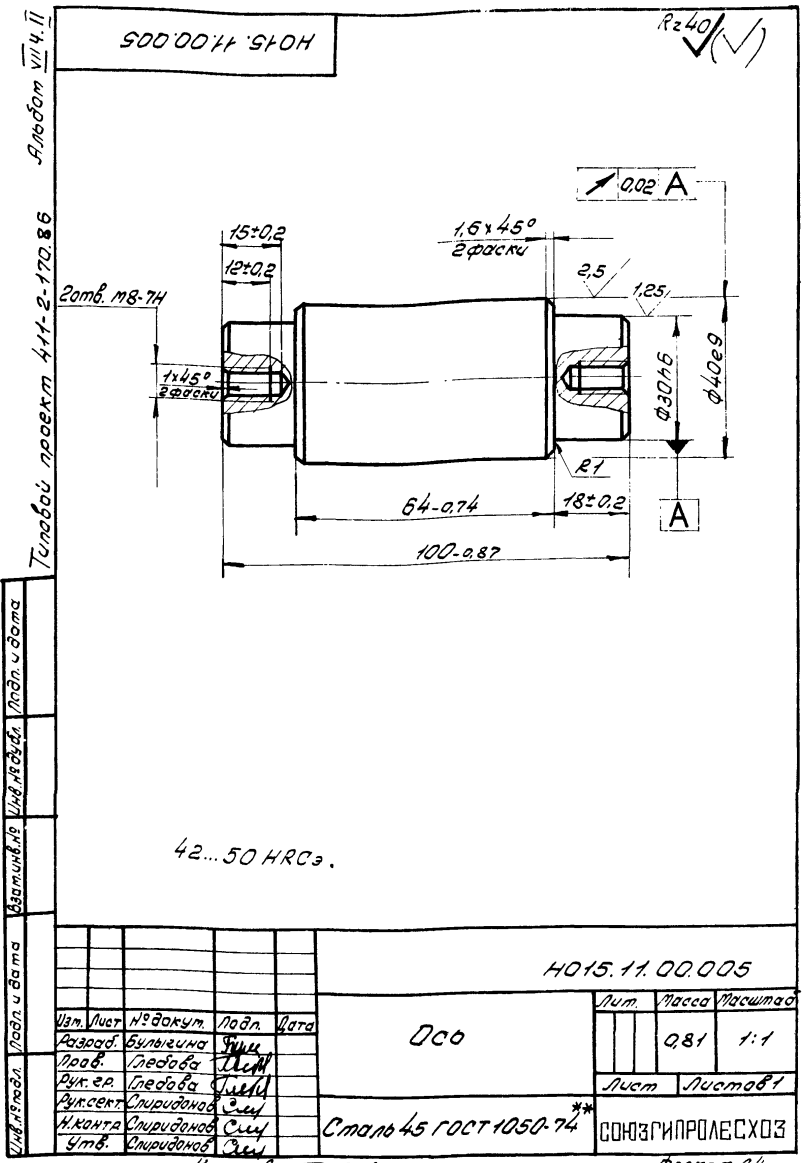 Альбом VII ч.II
Типовой проект 411-2-170.86
НО15.11.00.005
Rz40
0,02 А
15±0,2
12±0,2
1,6×45°
2 фаски
2,5
1,25
2 отв. М8-7Н
1×45°
2 фаски
ф30h6
ф40е9
R1
64-0,74
18±0,2
А
100-0,87
42...50 HRCэ.
Подп. и дата
Инв.№ дубл.
Взам.инв.№
Подп. и дата
Инв.№ подл.
НО15.11.00.005
Изм. Лист № докум. Подп. Дата
Разраб. Булыгина
Пров. Глебова
Рук.гр. Глебова
Рук.сект. Спиридонов
Н.контр Спиридонов
Утв. Спиридонов
Ось
Лит. Масса Масштаб
0,81 1:1
Лист Листов 1
Сталь 45 ГОСТ 1050-74**
СОЮЗГИПРОЛЕСХОЗ